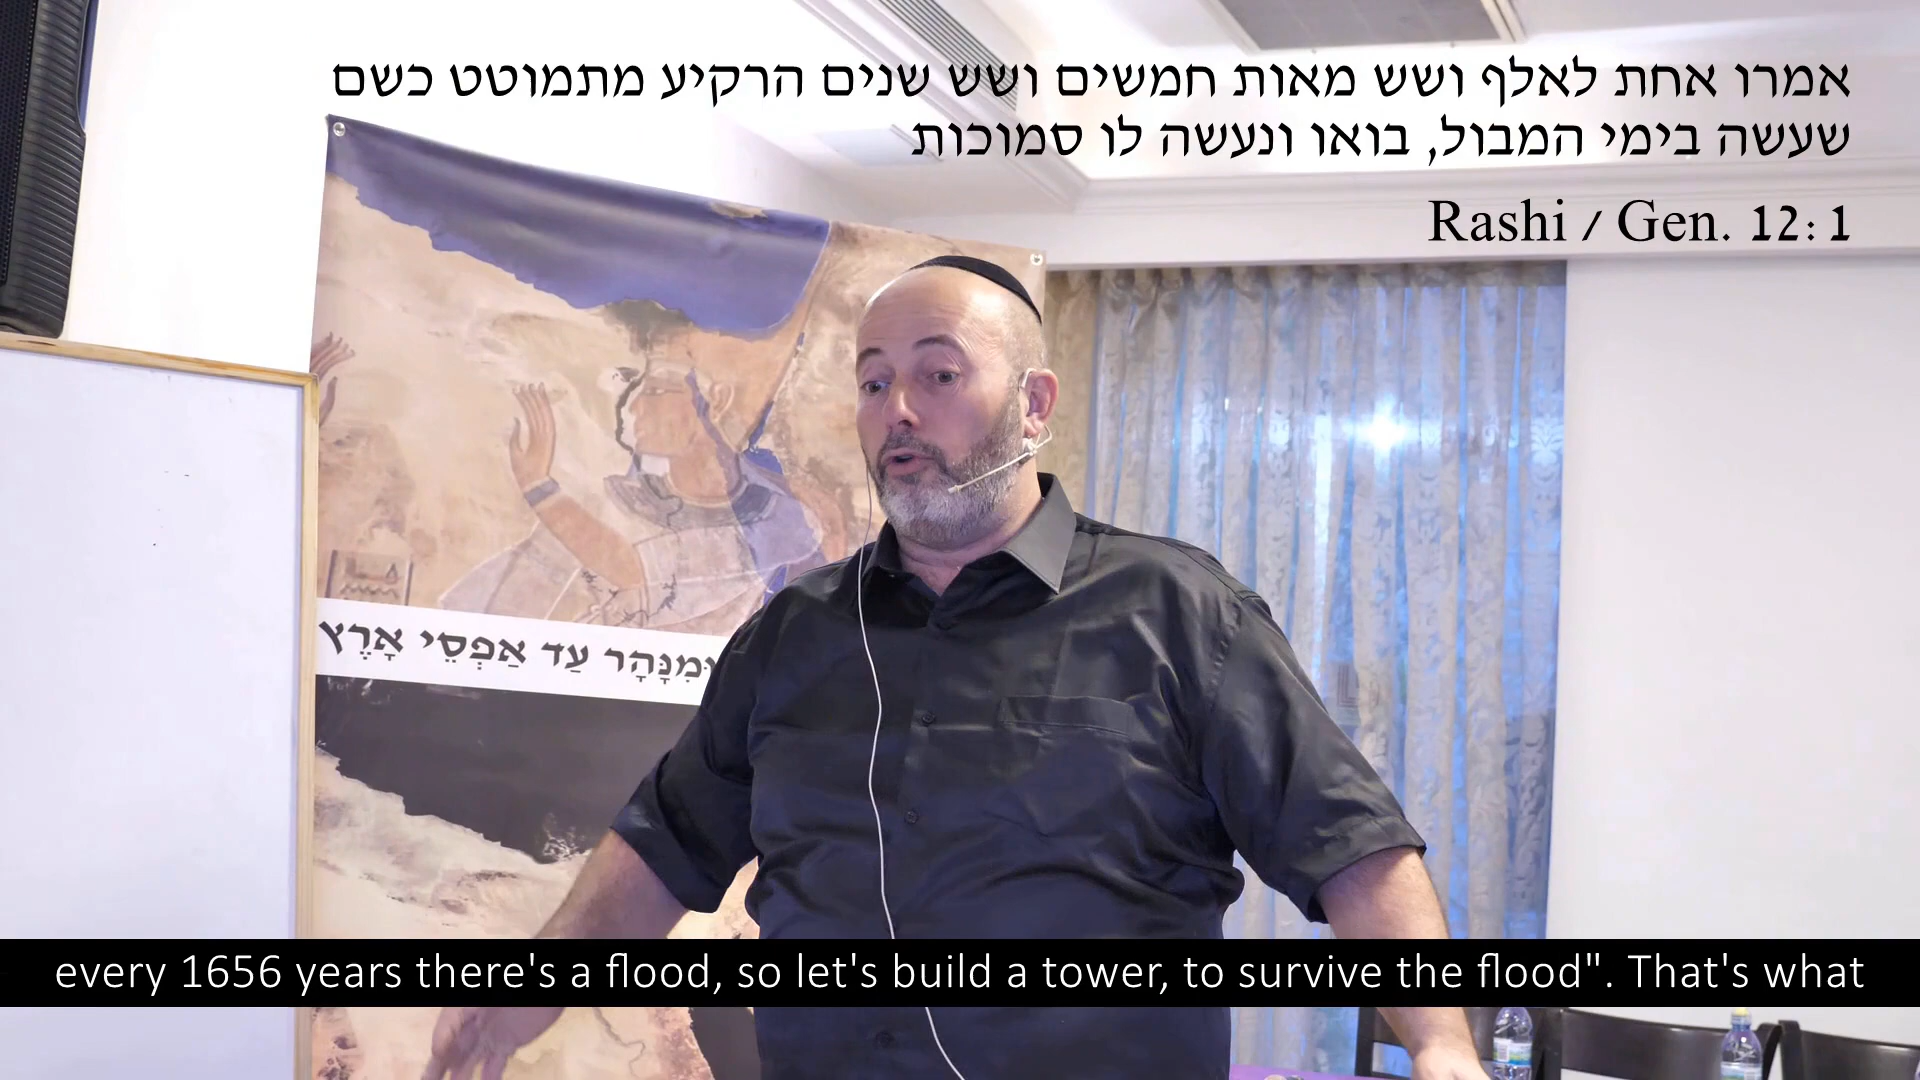 אמרו אחת לאלף ושש מאות חמשים ושש שנים הרקיע מתמוטט כשם
שעשה בימי המבול, בואו ונעשה לו סמוכות
Rashi / Gen. 12:1
וּמִנָּהָר עַד אַפְסֵי אָרֶץ
every 1656 years there's a flood, so let's build a tower, to survive the flood". That's what